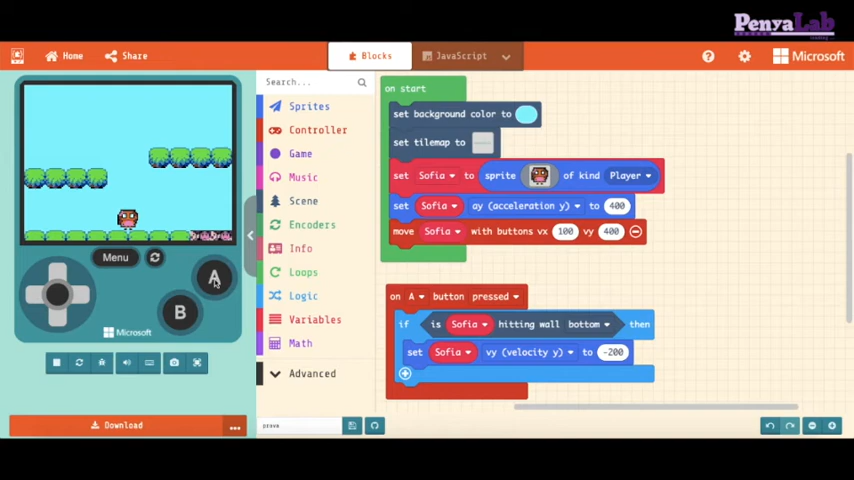 PenyaLab
Home
Share
Blocks
JavaScript
Microsoft
Search...
on start
Sprites
set background color to
Controller
set tilemap to
Game
Music
set Sofia to sprite of kind Player
Scene
set Sofia ay (acceleration y) to 400
Encoders
move Sofia with buttons vx 100 vy 400
Info
Menu
A
Loops
Logic
on A button pressed
B
Variables
if is Sofia hitting wall bottom then
Microsoft
Math
set Sofia vy (velocity y) to -200
Advanced
Download
prova